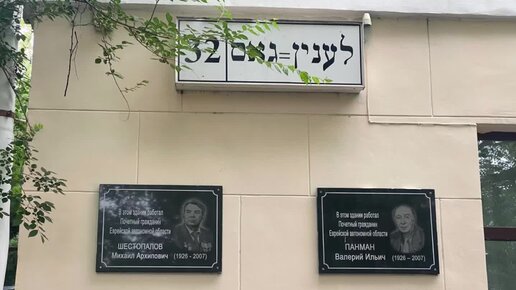 לענין=גאס 32
В этом здании работал
Почетный гражданин
Еврейской автономной области
ШЕСТОПАЛОВ
Михаил Архипович (1926 - 2007)
В этом здании работал
Почетный гражданин
Еврейской автономной области
ПАНМАН
Валерий Ильич (1926 – 2007)